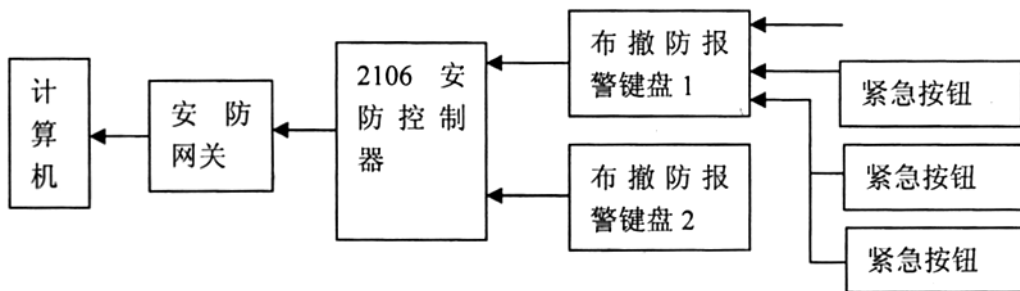 计
算
机
安防
网关
2106 安
防控制
器
布撤防报
警键盘 1
布撤防报
警键盘 2
紧急按钮
紧急按钮
紧急按钮